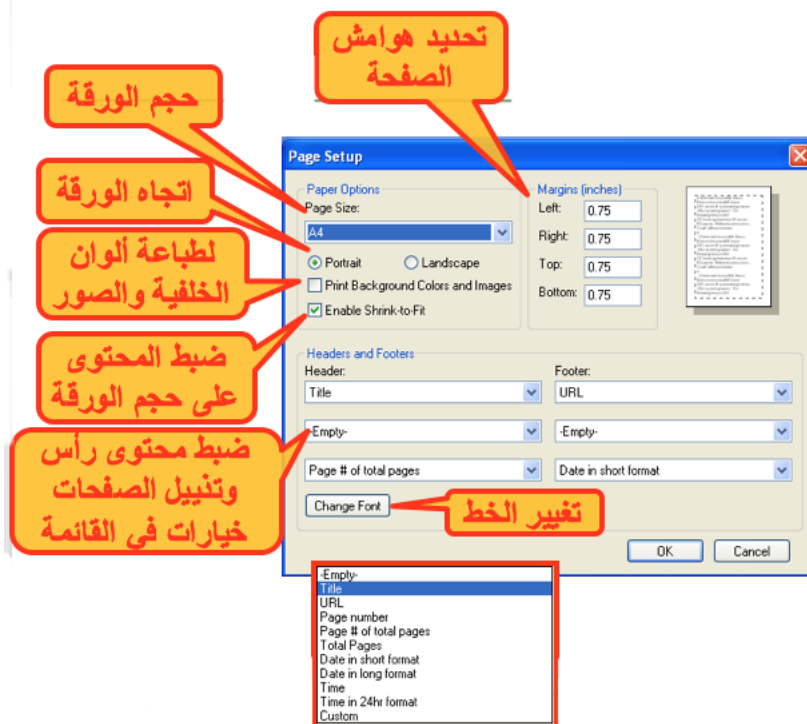 تحديد هوامش
الصفحة
حجم الورقة
اتجاه الورقة
لطباعة ألوان
الخلفية والصور
ضبط المحتوى
على حجم الورقة
ضبط محتوى رأس
وتذييل الصفحات
خيارات في القائمة
تغيير الخط
Page Setup
Paper Options
Page Size:
A4
Portrait Landscape
Print Background Colors and Images
Enable Shrink-to-Fit
Margins (inches)
Left: 0.75
Right: 0.75
Top: 0.75
Bottom: 0.75
Headers and Footers
Header: Footer:
Title URL
-Empty- -Empty-
Page # of total pages Date in short format
Change Font
OK Cancel
-Empty-
Title
URL
Page number
Page # of total pages
Total Pages
Date in short format
Date in long format
Time
Time in 24hr format
Custom